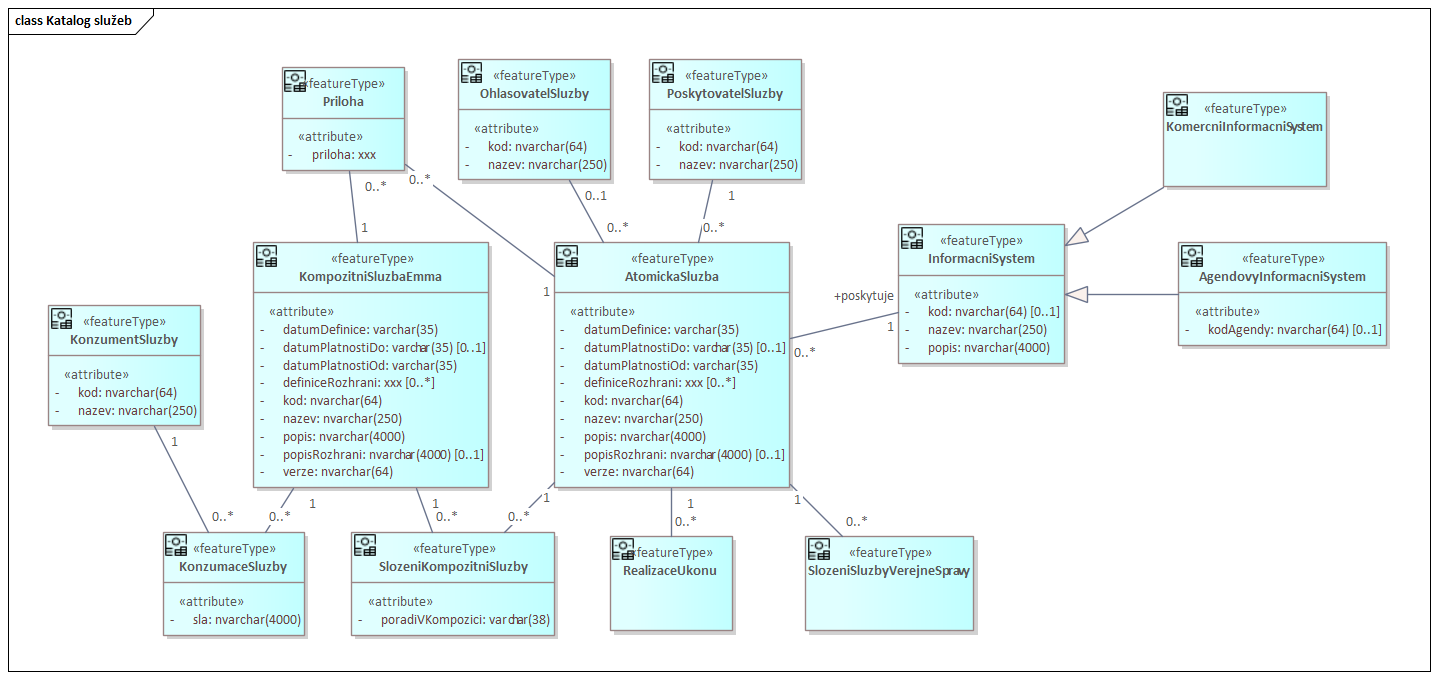 class Katalog služeb
«featureType»
Priloha
«attribute»
- priloha: xxx
«featureType»
OhlasovatelSluzby
«attribute»
- kod: nvarchar(64)
- nazev: nvarchar(250)
«featureType»
PoskytovatelSluzby
«attribute»
- kod: nvarchar(64)
- nazev: nvarchar(250)
«featureType»
KomercniInformacniSystem
0..*
0..*
0..1
1
1
0..*
0..*
«featureType»
KompozitniSluzbaEmma
«attribute»
- datumDefinice: varchar(35)
- datumPlatnostiDo: varchar(35) [0..1]
- datumPlatnostiOd: varchar(35)
- definiceRozhrani: xxx [0..*]
- kod: nvarchar(64)
- nazev: nvarchar(250)
- popis: nvarchar(4000)
- popisRozhrani: nvarchar(4000) [0..1]
- verze: nvarchar(64)
1
«featureType»
AtomickaSluzba
«attribute»
- datumDefinice: varchar(35)
- datumPlatnostiDo: varchar(35) [0..1]
- datumPlatnostiOd: varchar(35)
- definiceRozhrani: xxx [0..*]
- kod: nvarchar(64)
- nazev: nvarchar(250)
- popis: nvarchar(4000)
- popisRozhrani: nvarchar(4000) [0..1]
- verze: nvarchar(64)
+poskytuje
1
0..*
«featureType»
InformacniSystem
«attribute»
- kod: nvarchar(64) [0..1]
- nazev: nvarchar(250)
- popis: nvarchar(4000)
«featureType»
AgendovyInformacniSystem
«attribute»
- kodAgendy: nvarchar(64) [0..1]
«featureType»
KonzumentSluzby
«attribute»
- kod: nvarchar(64)
- nazev: nvarchar(250)
1
0..*
1
0..*
1
0..*
1
0..*
1
0..*
1
0..*
«featureType»
KonzumaceSluzby
«attribute»
- sla: nvarchar(4000)
«featureType»
SlozeniKompozitniSluzby
«attribute»
- poradiVKompozici: varchar(38)
«featureType»
RealizaceUkonu
«featureType»
SlozeniSluzbyVerejneSpravy